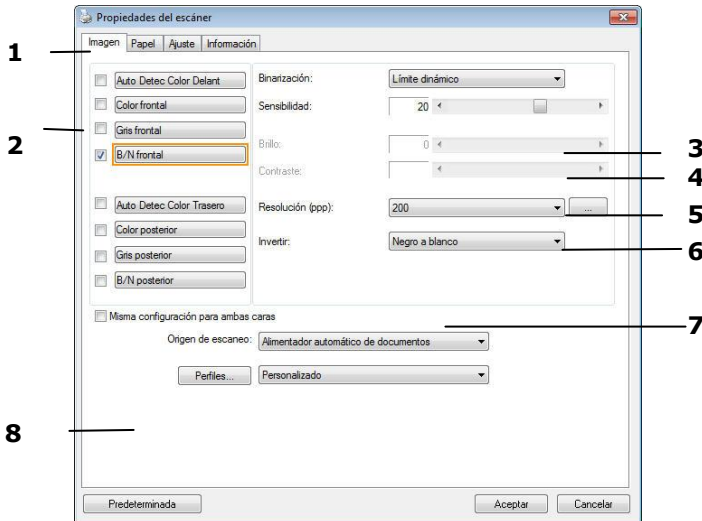 Propiedades del escáner
Imagen Papel Ajuste Información
1
Auto Detec Color Delant
Color frontal
Gris frontal
2
B/N frontal
Auto Detec Color Trasero
Color posterior
Gris posterior
B/N posterior
Binarización: Límite dinámico
Sensibilidad: 20
Brillo: 0
3
Contraste:
4
Resolución (ppp): 200 ...
5
Invertir: Negro a blanco
6
Misma configuración para ambas caras
7
Origen de escaneo: Alimentador automático de documentos
Perfiles... Personalizado
8
Predeterminada Aceptar Cancelar